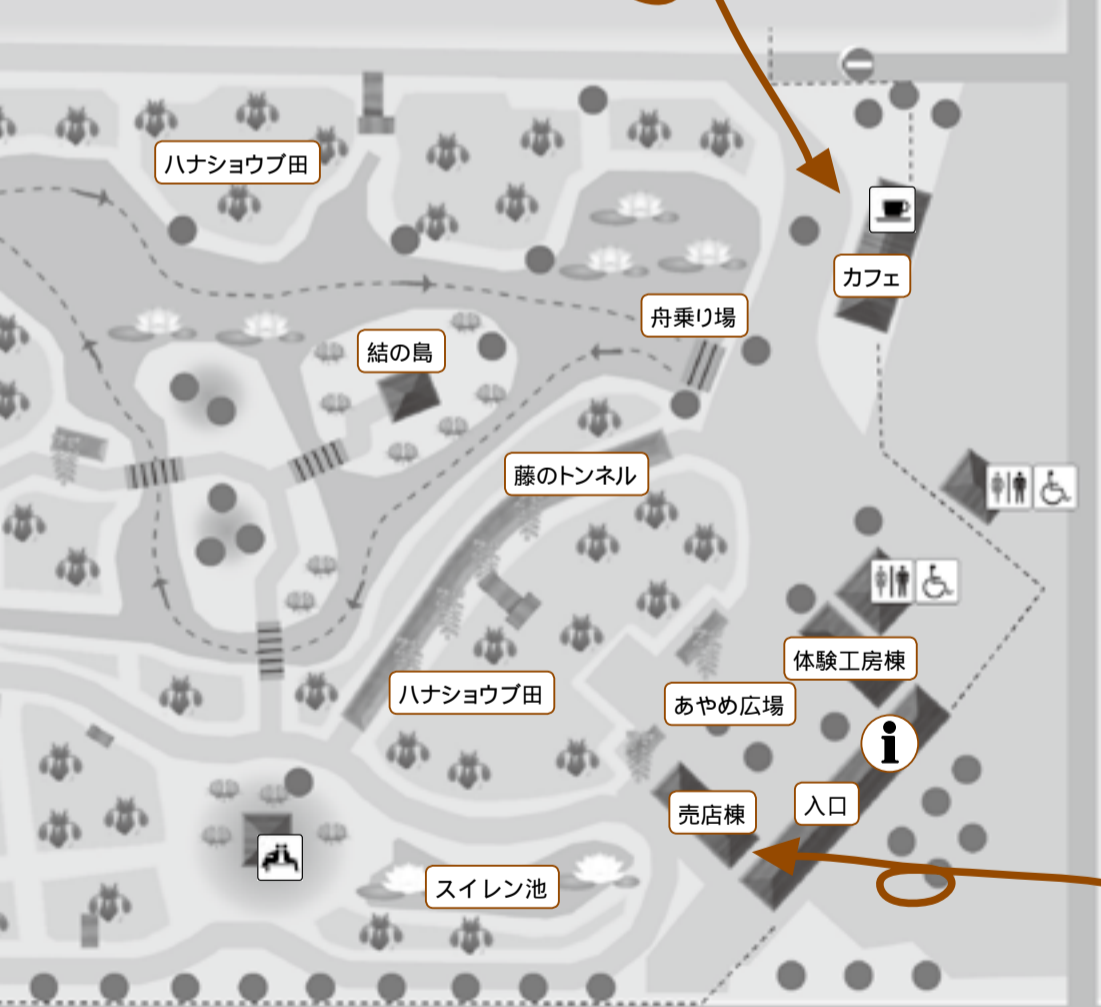 ハナショウブ田
カフェ
舟乗り場
結の島
藤のトンネル
体験工房棟
ハナショウブ田
あやめ広場
売店棟
入口
スイレン池